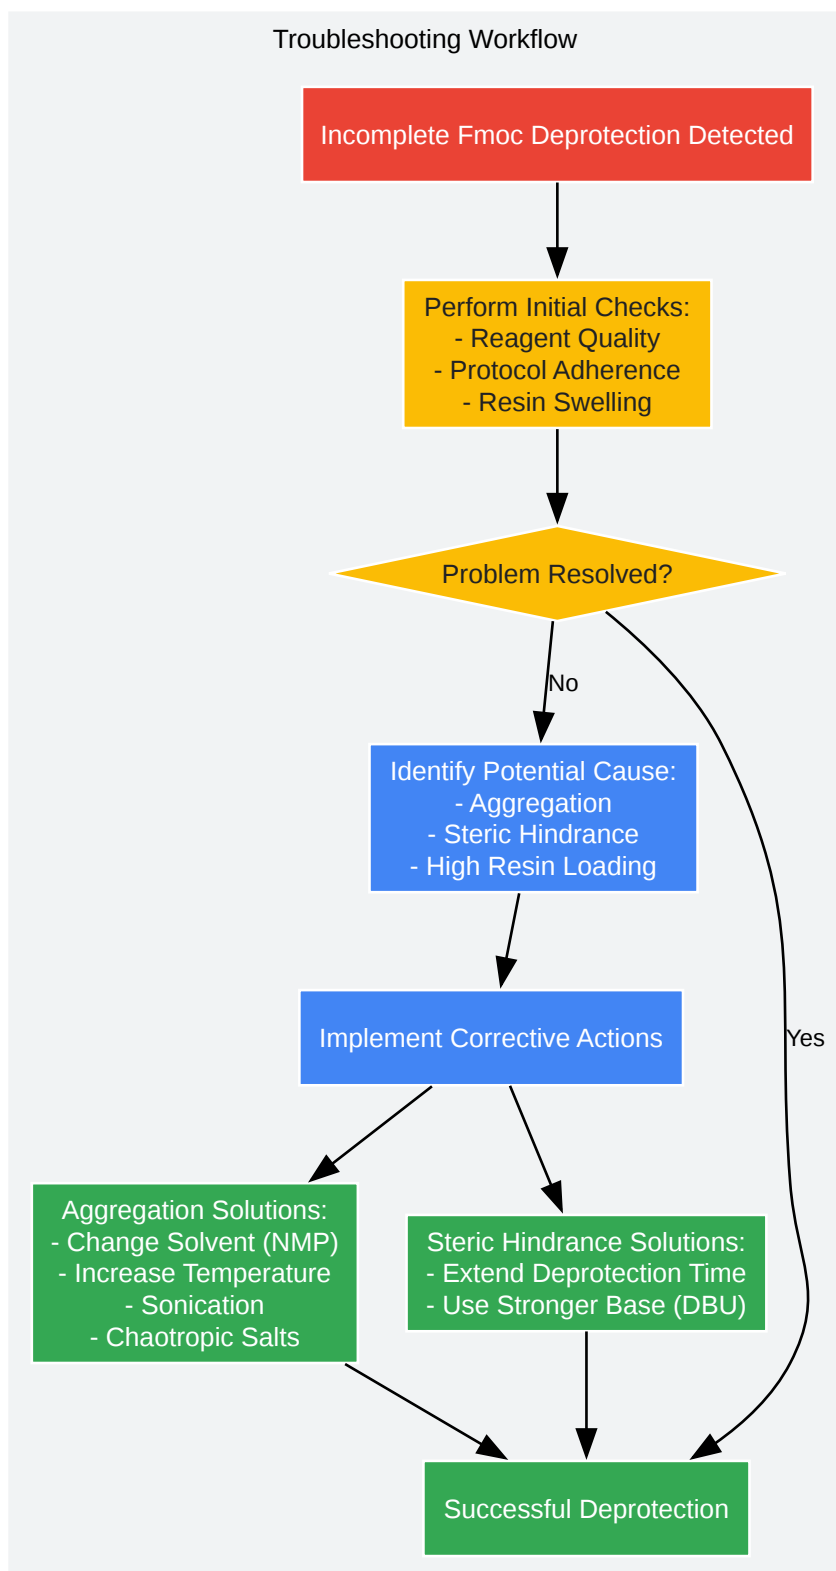 Troubleshooting Workflow
Incomplete Fmoc Deprotection Detected
Perform Initial Checks:
- Reagent Quality
- Protocol Adherence
- Resin Swelling
Problem Resolved?
No
Identify Potential Cause:
- Aggregation
- Steric Hindrance
- High Resin Loading
Implement Corrective Actions
Yes
Aggregation Solutions:
- Change Solvent (NMP)
- Increase Temperature
- Sonication
- Chaotropic Salts
Steric Hindrance Solutions:
- Extend Deprotection Time
- Use Stronger Base (DBU)
Successful Deprotection